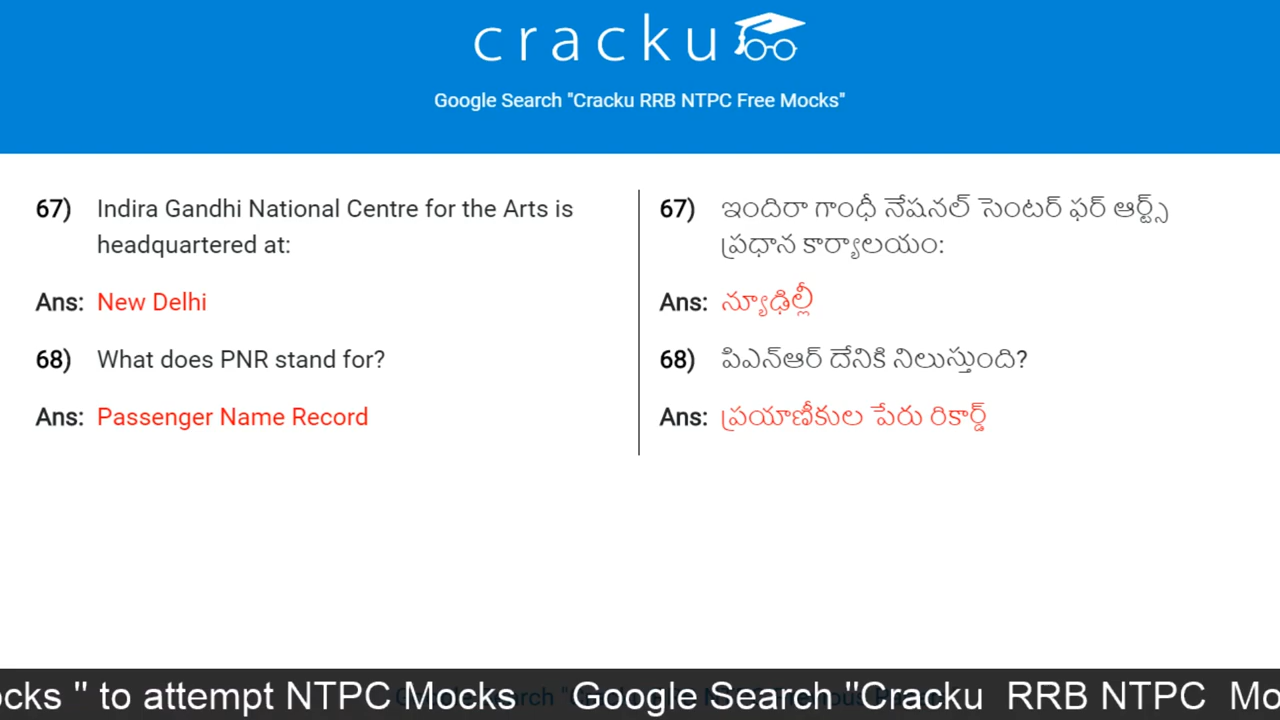 cracku
Google Search "Cracku RRB NTPC Free Mocks"
67) Indira Gandhi National Centre for the Arts is
headquartered at:
Ans: New Delhi
68) What does PNR stand for?
Ans: Passenger Name Record
67) ఇందిరా గాంధీ నేషనల్ సెంటర్ ఫర్ ఆర్ట్స్
ప్రధాన కార్యాలయం:
Ans: న్యూఢిల్లీ
68) పిఎన్ఆర్ దేనికి నిలుస్తుంది?
Ans: ప్రయాణీకుల పేరు రికార్డ్
ocks " to attempt NTPC Mocks Google Search "Cracku RRB NTPC Mo